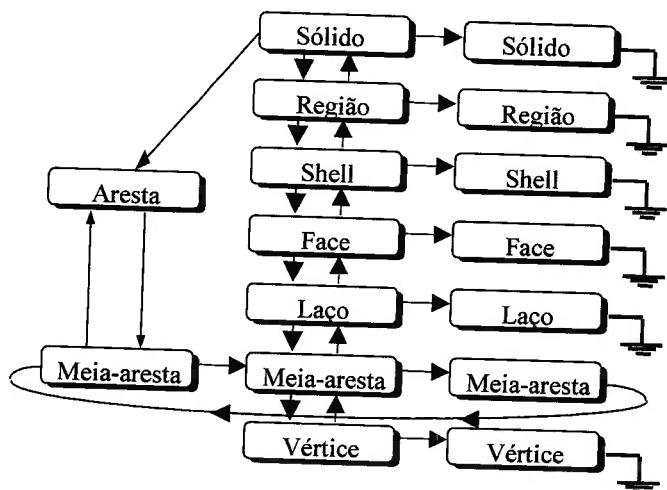 Sólido
Sólido
Região
Região
Shell
Shell
Aresta
Face
Face
Laço
Laço
Meia-aresta
Meia-aresta
Meia-aresta
Vértice
Vértice